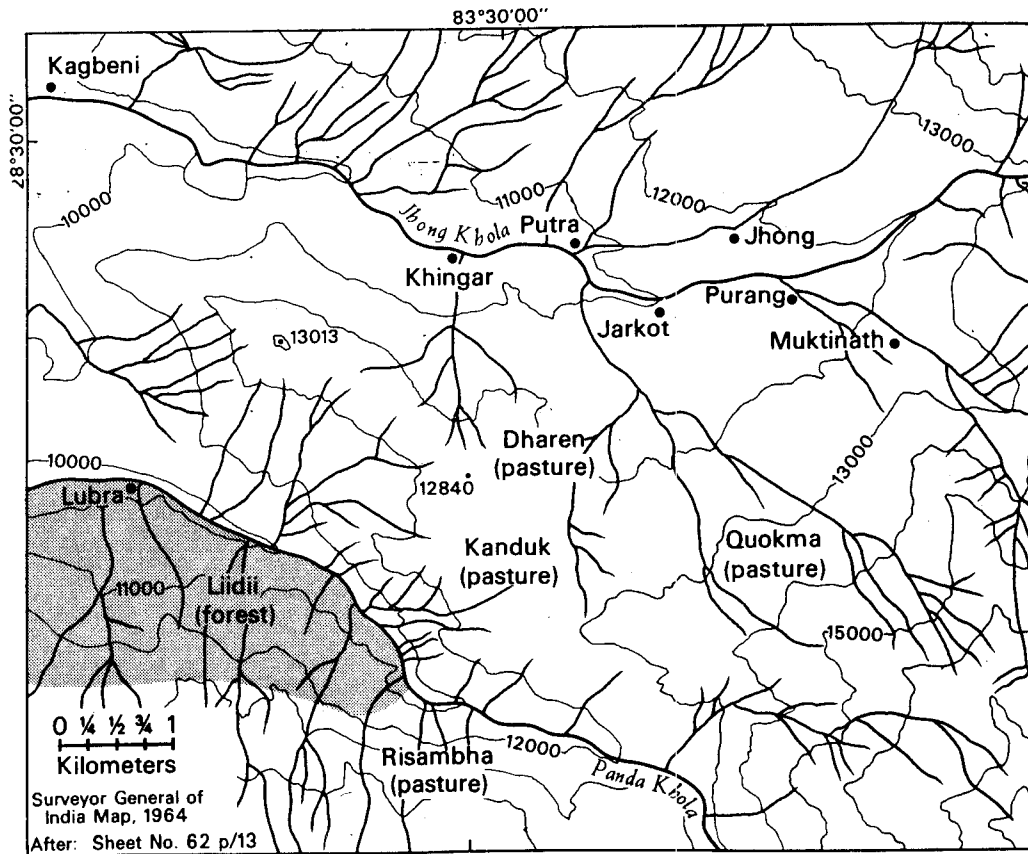 83°30'00"
28°30'00"
Kagbeni
13000
10000
11000
12000
Jhong Khola
Putra
Jhong
Khingar
Purang
Jarkot
Muktinath
13013
Dharen
(pasture)
13000
10000
12840
Lubra
Kanduk
(pasture)
Quokma
(pasture)
11000
Liidii
(forest)
15000
0 ¼ ½ ¾ 1
Kilometers
12000
Risambha
(pasture)
Panda Khola
Surveyor General of
India Map, 1964
After: Sheet No. 62 p/13